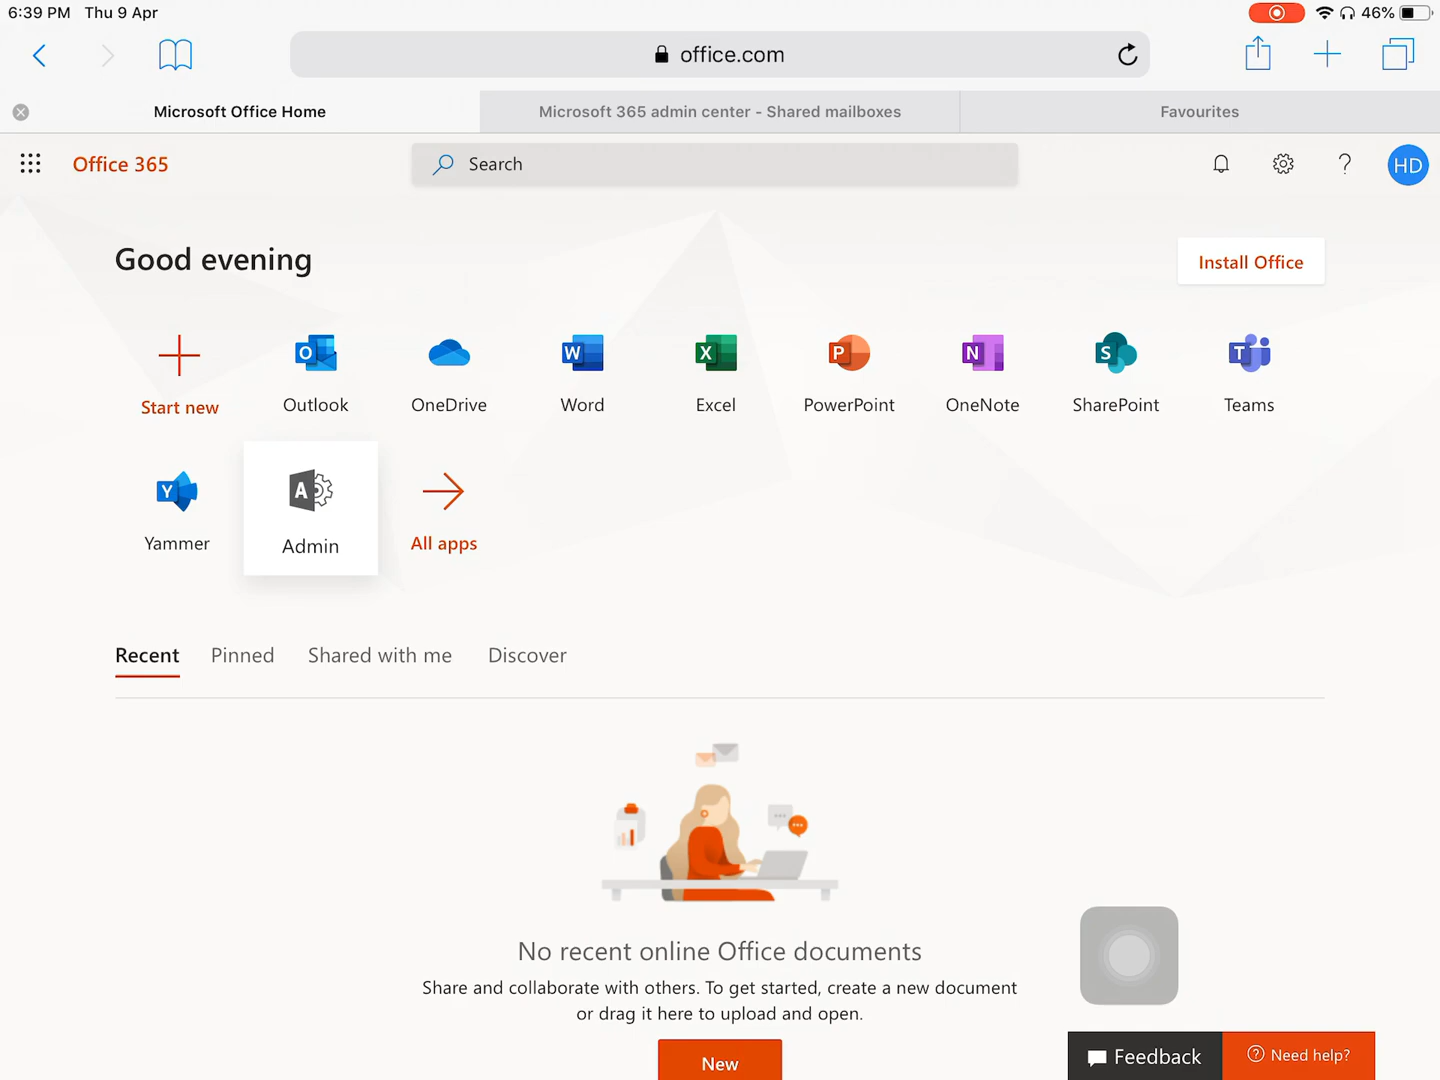 6:39 PM Thu 9 Apr
46%
office.com
Microsoft Office Home
Microsoft 365 admin center - Shared mailboxes
Favourites
Office 365
Search
?
HD
Good evening
Install Office
Start new
O
Outlook
OneDrive
W
Word
X
Excel
P
PowerPoint
N
OneNote
S
SharePoint
T
Teams
Y
Yammer
A
Admin
All apps
Recent
Pinned
Shared with me
Discover
No recent online Office documents
Share and collaborate with others. To get started, create a new document
or drag it here to upload and open.
New
Feedback
? Need help?